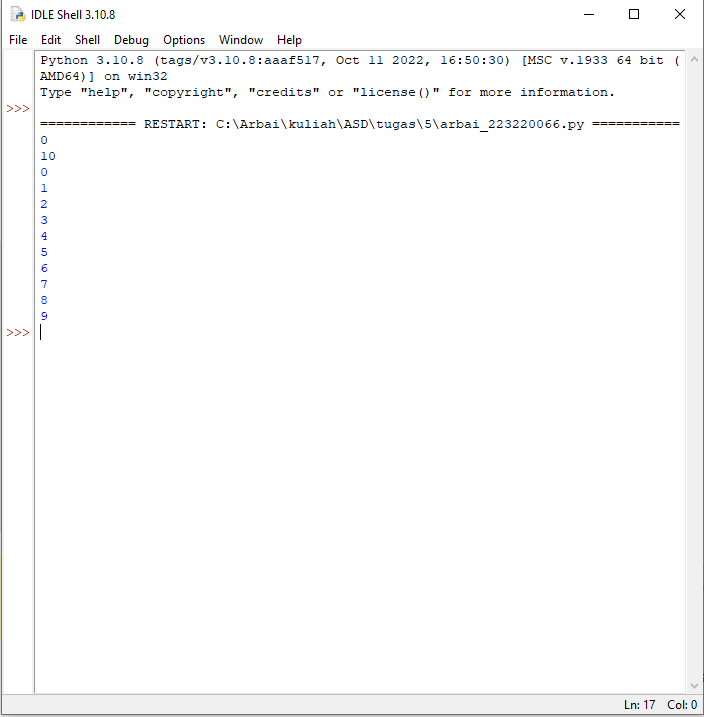 IDLE Shell 3.10.8
File Edit Shell Debug Options Window Help
Python 3.10.8 (tags/v3.10.8:aaaf517, Oct 11 2022, 16:50:30) [MSC v.1933 64 bit (
AMD64)] on win32
Type "help", "copyright", "credits" or "license()" for more information.
>>>
============ RESTART: C:\Arbai\kuliah\ASD\tugas\5\arbai_223220066.py ===========
0
10
0
1
2
3
4
5
6
7
8
9
>>>
Ln: 17 Col: 0